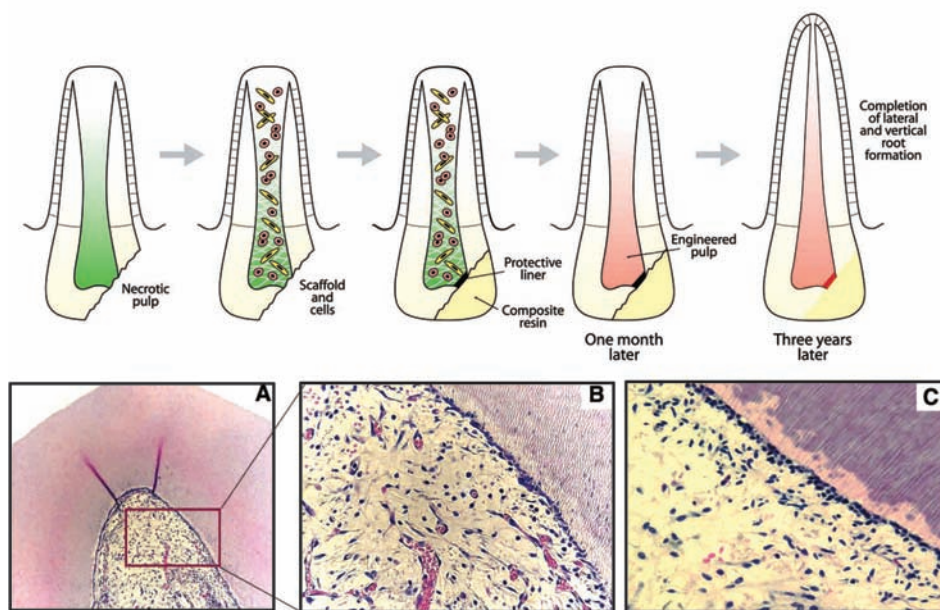 Necrotic
pulp
Scaffold
and
cells
Protective
liner
Composite
resin
Engineered
pulp
One month
later
Completion
of lateral
and vertical
root
formation
Three years
later
A
B
C